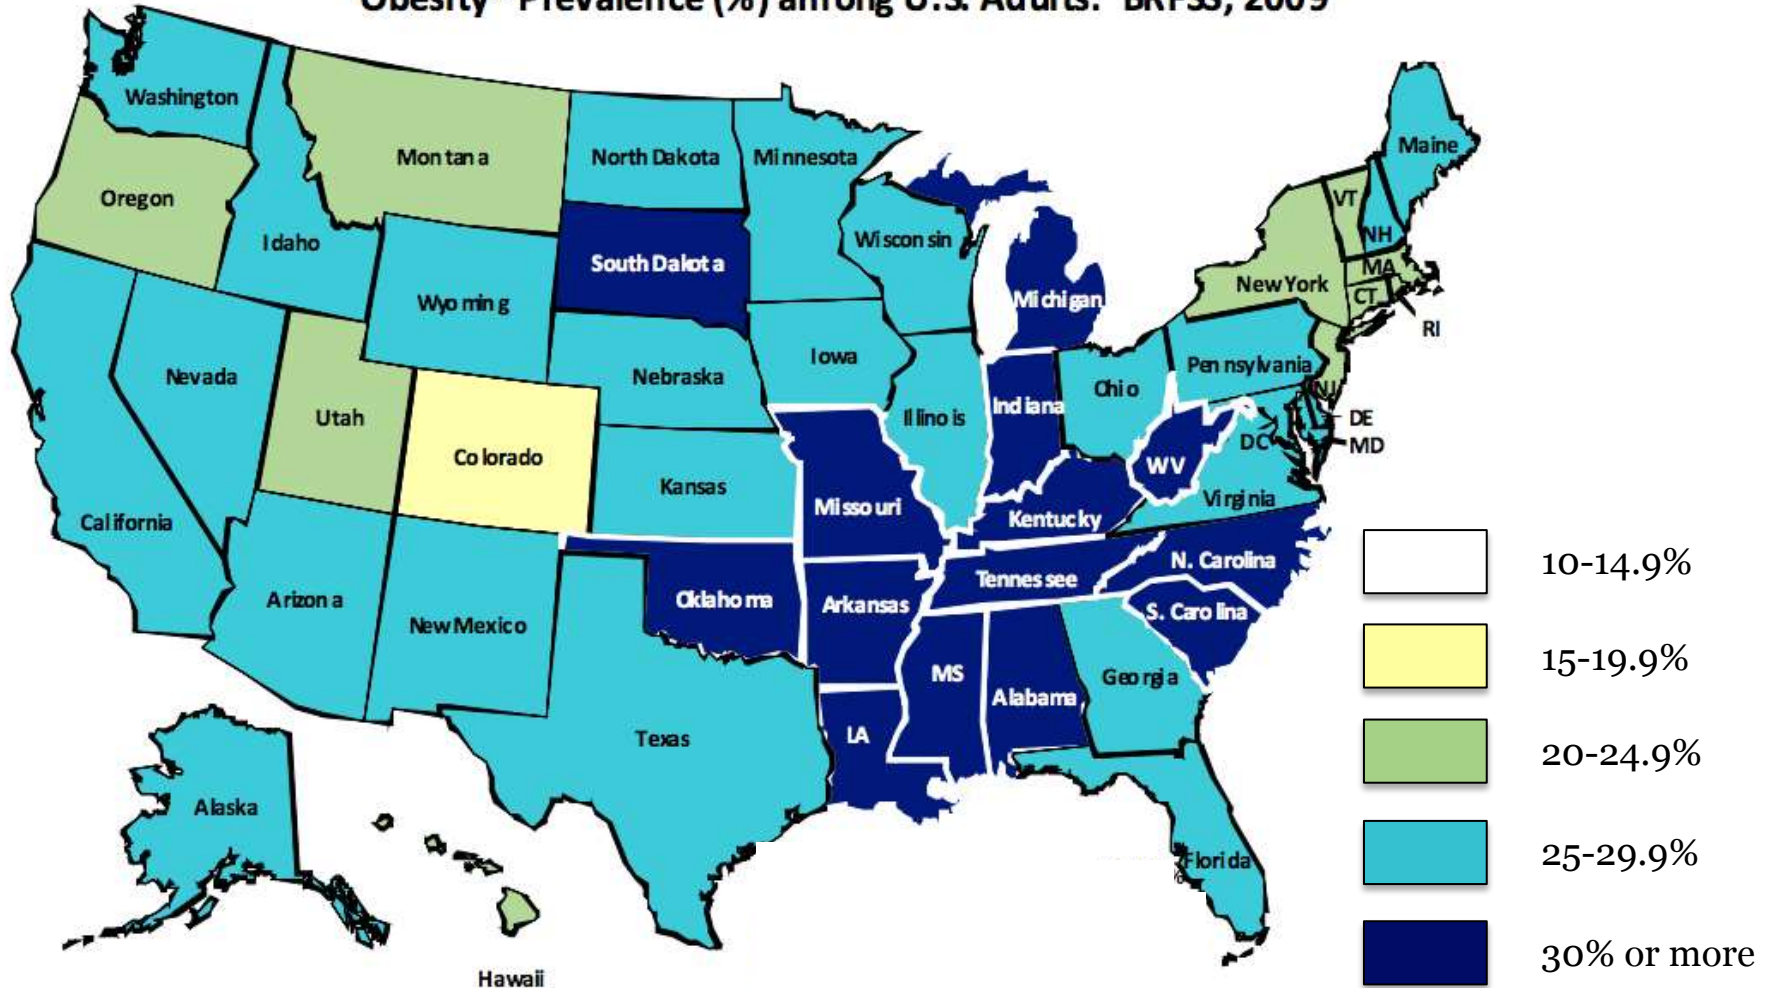 Obesity Prevalence (%) among U.S. Adults. BRFSS, 2009
Washington
Oregon
Montana
Idaho
North Dakota
Minnesota
South Dakota
Wyoming
Wisconsin
Michigan
Maine
VT
NH
MA
New York
CT
RI
Nevada
Utah
Colorado
Nebraska
Iowa
Illinois
Indiana
Ohio
Pennsylvania
NJ
DE
DC
MD
California
Kansas
Missouri
Kentucky
WV
Virginia
Arizona
New Mexico
Oklahoma
Arkansas
Tennessee
N. Carolina
S. Carolina
MS
Alabama
Georgia
LA
Texas
Alaska
Florida
Hawaii
10-14.9%
15-19.9%
20-24.9%
25-29.9%
30% or more